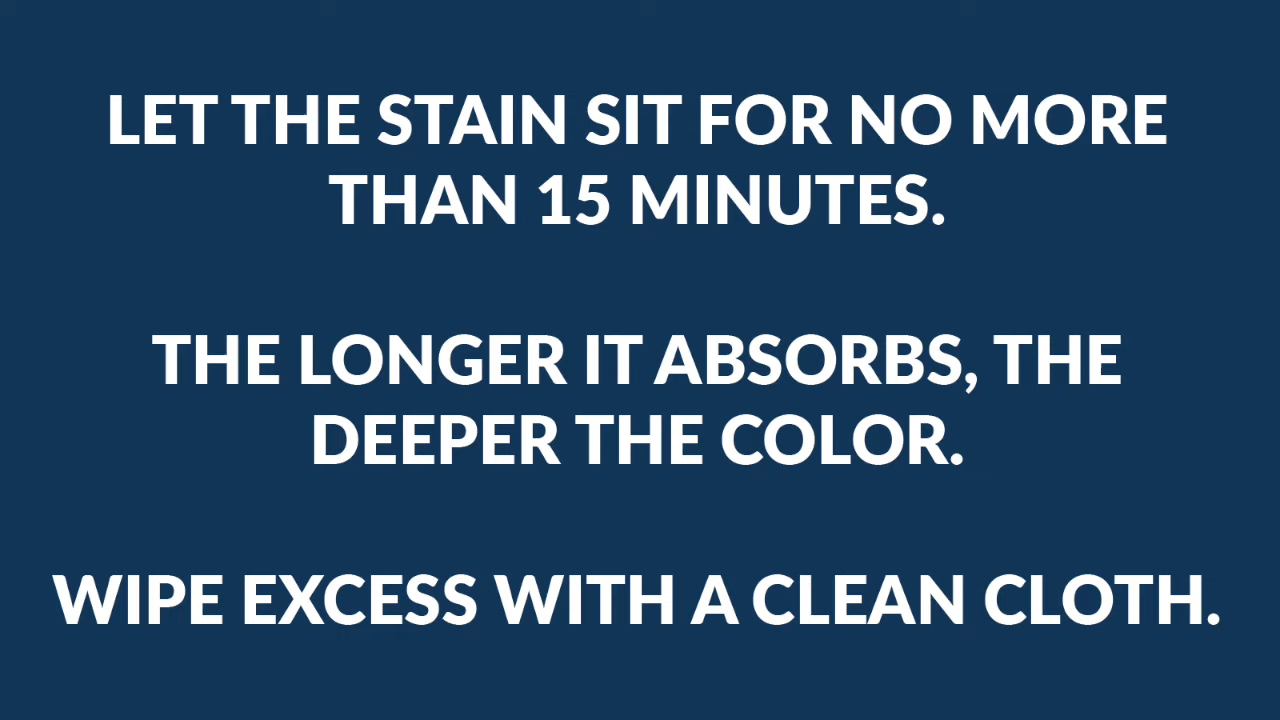 LET THE STAIN SIT FOR NO MORE
THAN 15 MINUTES.
THE LONGER IT ABSORBS, THE
DEEPER THE COLOR.
WIPE EXCESS WITH A CLEAN CLOTH.